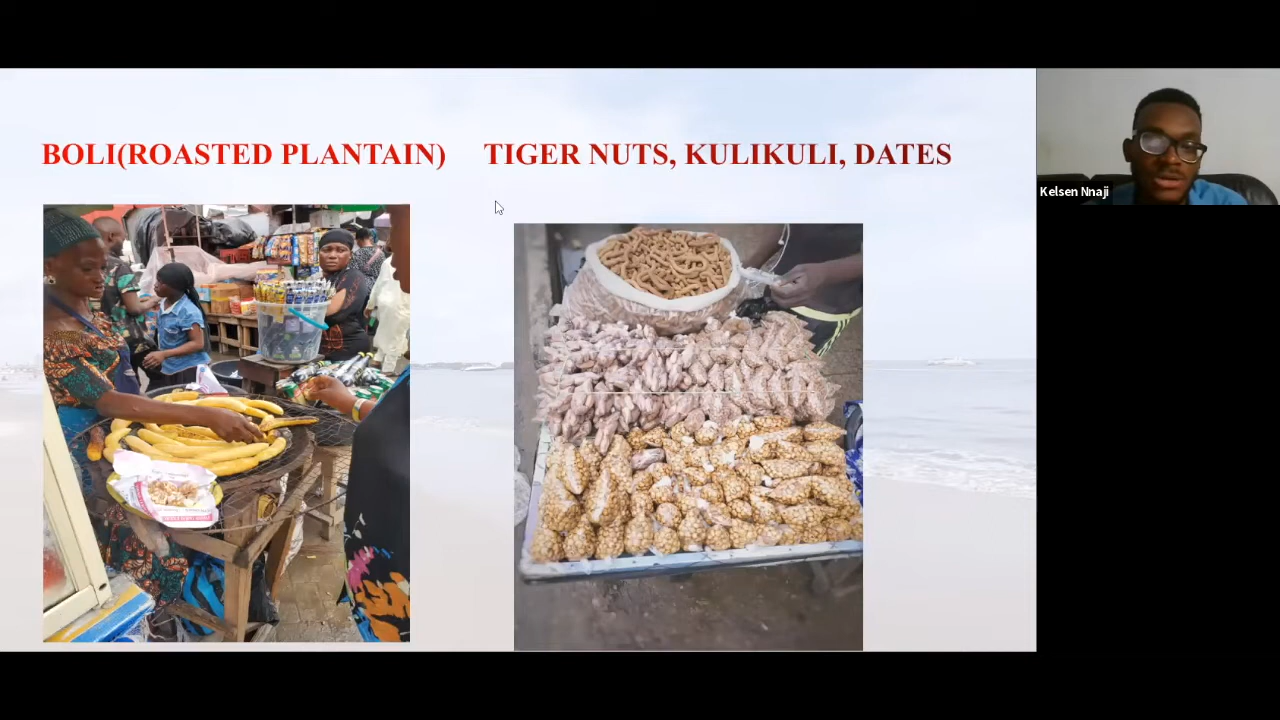 BOLI(ROASTED PLANTAIN)
TIGER NUTS, KULIKULI, DATES
Kelsen Nnaji